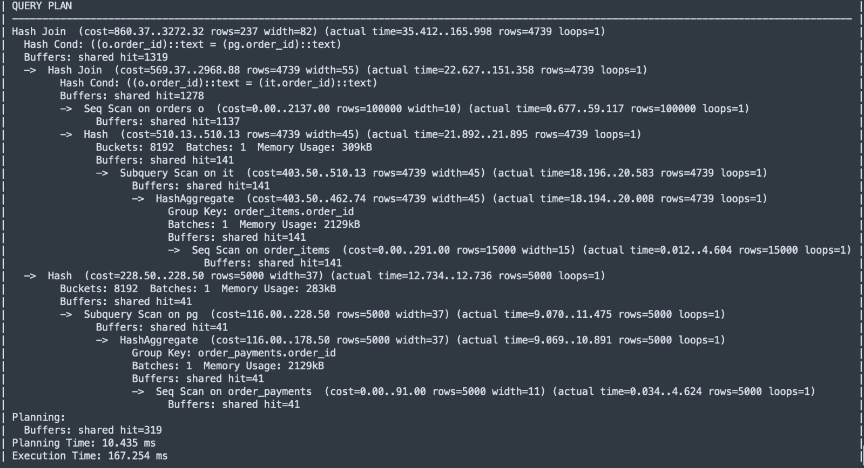 QUERY PLAN
Hash Join (cost=860.37..3272.32 rows=237 width=82) (actual time=35.412..165.998 rows=4739 loops=1)
Hash Cond: ((o.order_id)::text = (pg.order_id)::text)
Buffers: shared hit=1319
-> Hash Join (cost=569.37..2968.88 rows=4739 width=55) (actual time=22.627..151.358 rows=4739 loops=1)
Hash Cond: ((o.order_id)::text = (it.order_id)::text)
Buffers: shared hit=1278
-> Seq Scan on orders o (cost=0.00..2137.00 rows=100000 width=10) (actual time=0.677..59.117 rows=100000 loops=1)
Buffers: shared hit=1137
-> Hash (cost=510.13..510.13 rows=4739 width=45) (actual time=21.892..21.895 rows=4739 loops=1)
Buckets: 8192 Batches: 1 Memory Usage: 309kB
Buffers: shared hit=141
-> Subquery Scan on it (cost=403.50..510.13 rows=4739 width=45) (actual time=18.196..20.583 rows=4739 loops=1)
Buffers: shared hit=141
-> HashAggregate (cost=403.50..462.74 rows=4739 width=45) (actual time=18.194..20.008 rows=4739 loops=1)
Group Key: order_items.order_id
Batches: 1 Memory Usage: 2129kB
Buffers: shared hit=141
-> Seq Scan on order_items (cost=0.00..291.00 rows=15000 width=15) (actual time=0.012..4.604 rows=15000 loops=1)
Buffers: shared hit=141
-> Hash (cost=228.50..228.50 rows=5000 width=37) (actual time=12.734..12.736 rows=5000 loops=1)
Buckets: 8192 Batches: 1 Memory Usage: 283kB
Buffers: shared hit=41
-> Subquery Scan on pg (cost=116.00..228.50 rows=5000 width=37) (actual time=9.070..11.475 rows=5000 loops=1)
Buffers: shared hit=41
-> HashAggregate (cost=116.00..178.50 rows=5000 width=37) (actual time=9.069..10.891 rows=5000 loops=1)
Group Key: order_payments.order_id
Batches: 1 Memory Usage: 2129kB
Buffers: shared hit=41
-> Seq Scan on order_payments (cost=0.00..91.00 rows=5000 width=11) (actual time=0.034..4.624 rows=5000 loops=1)
Buffers: shared hit=41
Planning:
Buffers: shared hit=319
Planning Time: 10.435 ms
Execution Time: 167.254 ms